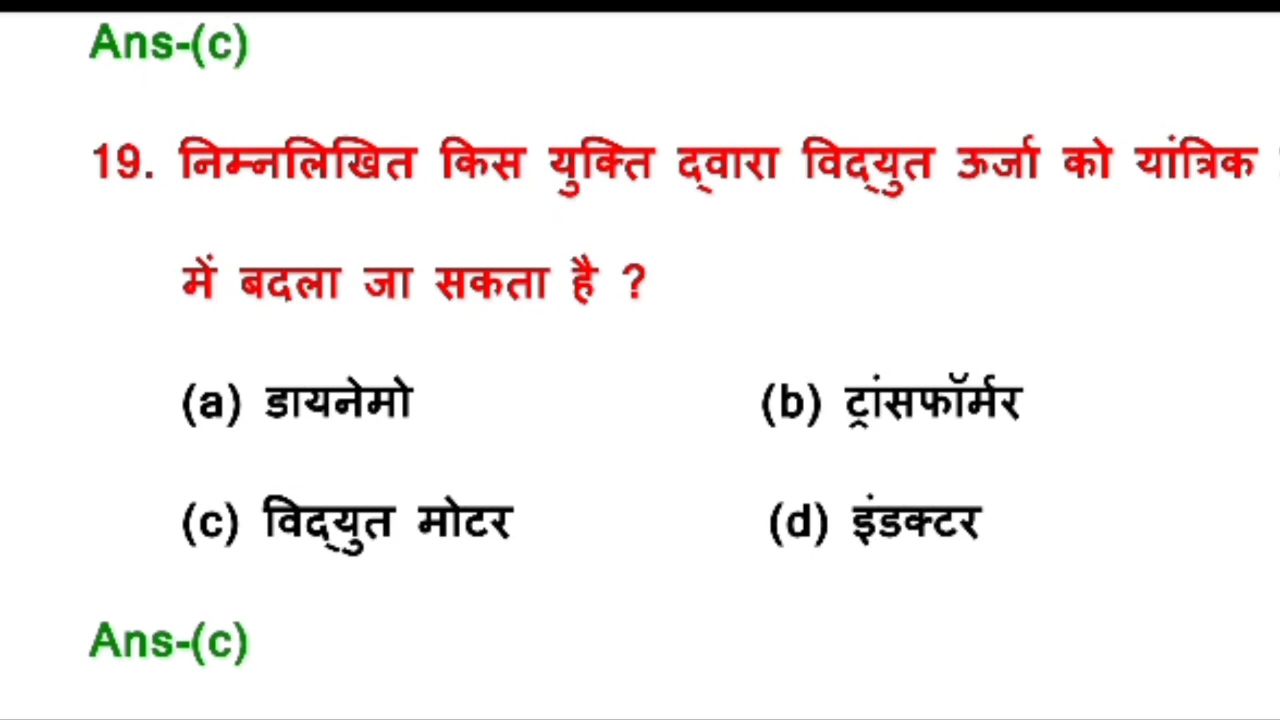 Ans-(c)
19. निम्नलिखित किस युक्ति द्वारा विद्युत ऊर्जा को यांत्रिक
में बदला जा सकता है ?
(a) डायनेमो (b) ट्रांसफॉर्मर
(c) विद्युत मोटर (d) इंडक्टर
Ans-(c)